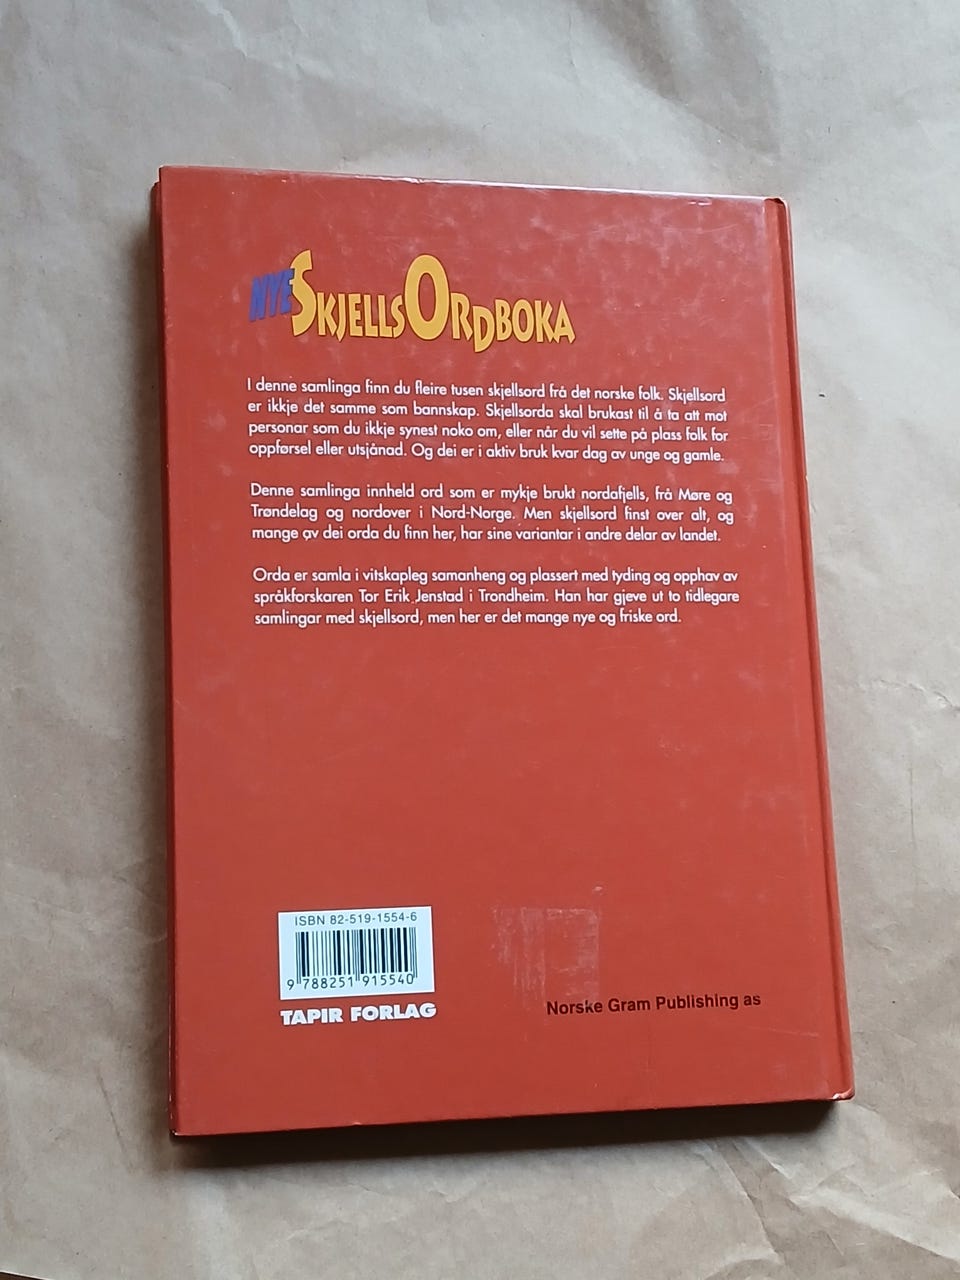 NYE SKJELLSORDBOKA
I denne samlinga finn du fleire tusen skjellsord frå det norske folk. Skjellsord
er ikkje det samme som bannskap. Skjellsorda skal brukast til å ta att mot
personar som du ikkje synest noko om, eller når du vil sette på plass folk for
oppførsel eller utsjånad. Og dei er i aktiv bruk kvar dag av unge og gamle.
Denne samlinga innheld ord som er mykje brukt nordafjells, frå Møre og
Trøndelag og nordover i Nord-Norge. Men skjellsord finst over alt, og
mange av dei orda du finn her, har sine variantar i andre delar av landet.
Orda er samla i vitskapleg samanheng og plassert med tyding og opphav av
språkforskaren Tor Erik Jenstad i Trondheim. Han har gjeve ut to tidlegare
samlingar med skjellsord, men her er det mange nye og friske ord.
ISBN 82-519-1554-6
9 788251 915540
TAPIR FORLAG
Norske Gram Publishing as